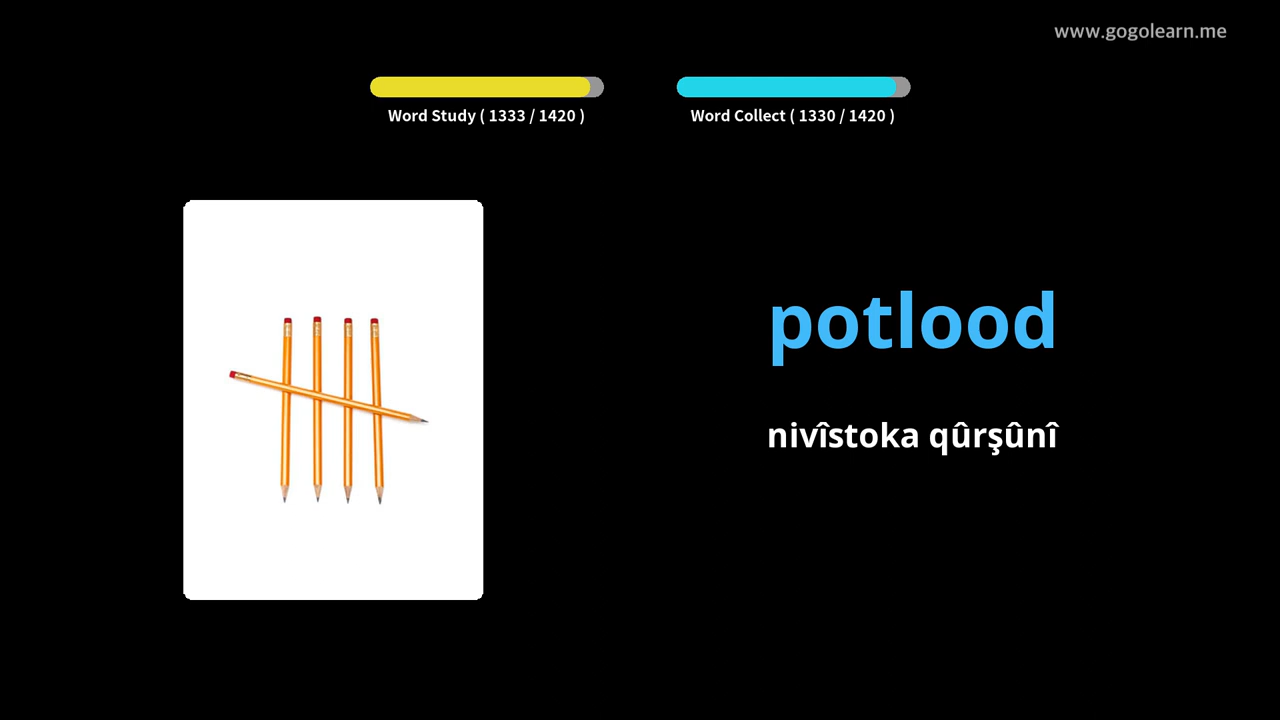 www.gogolearn.me
Word Study ( 1333 / 1420 )
Word Collect ( 1330 / 1420 )
potlood
nivîstoka qûrşûnî